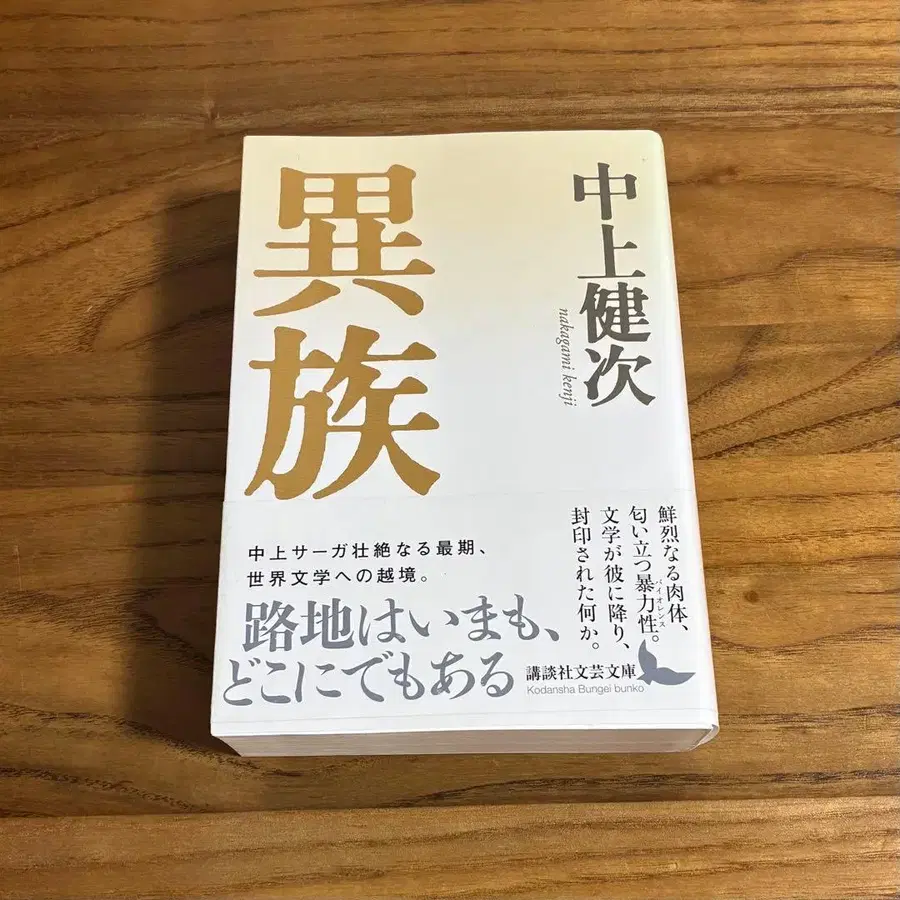 異族
中上健次
nakagami kenji
中上サーガ壮絶なる最期、
世界文学への越境。
路地はいまも、
どこにでもある
鮮烈なる肉体、
匂い立つ暴力性。
バイオレンス
文学が彼に降り、
封印された何か。
講談社文芸文庫
Kodansha Bungei bunko